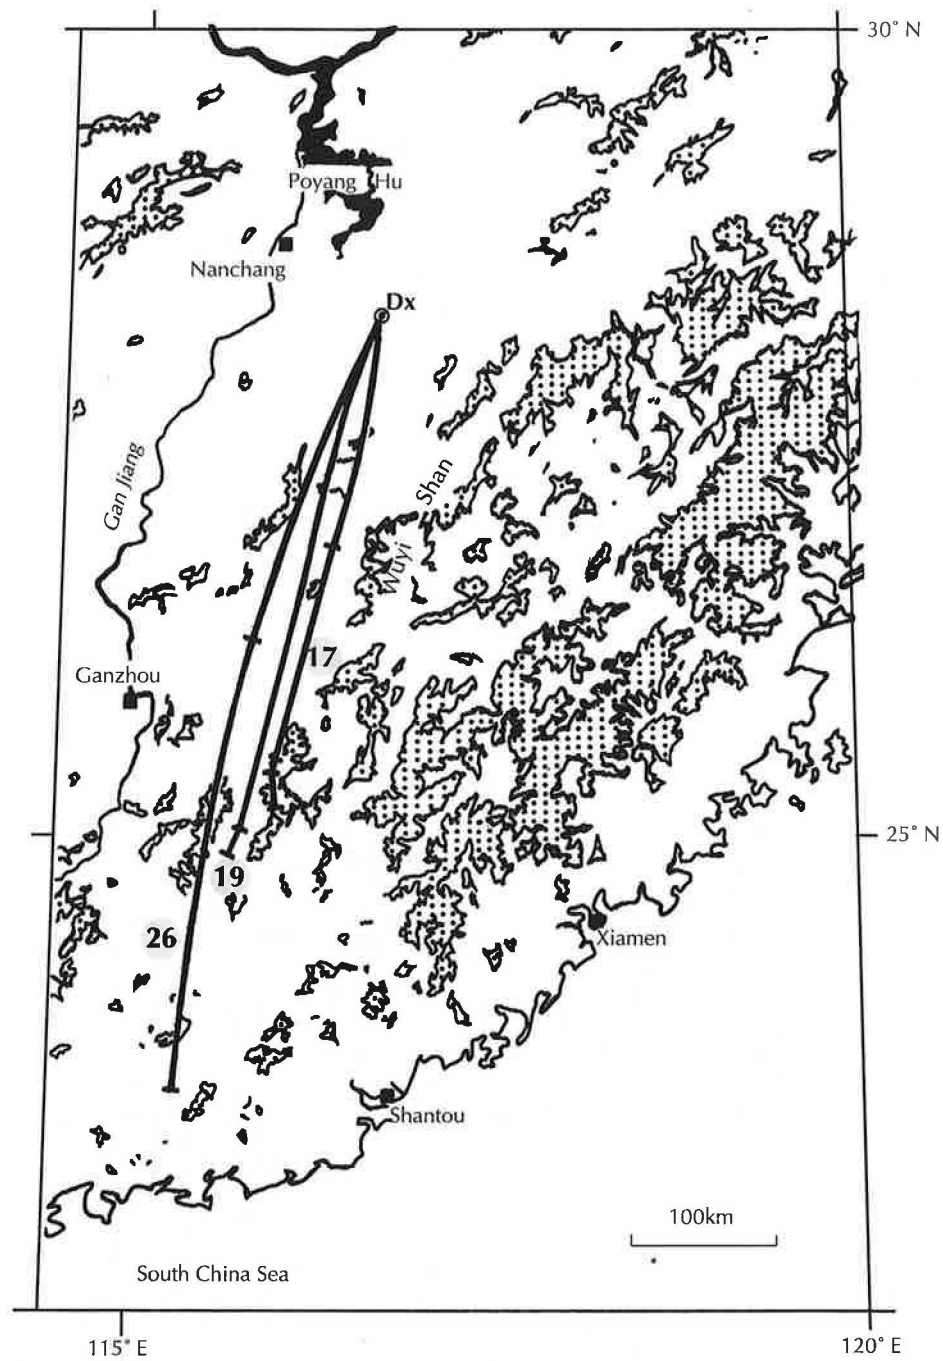 30° N
Poyang Hu
Nanchang
Dx
Gan Jiang
Shan
Wuyi
17
Ganzhou
25° N
19
26
Xiamen
Shantou
100km
South China Sea
115° E
120° E